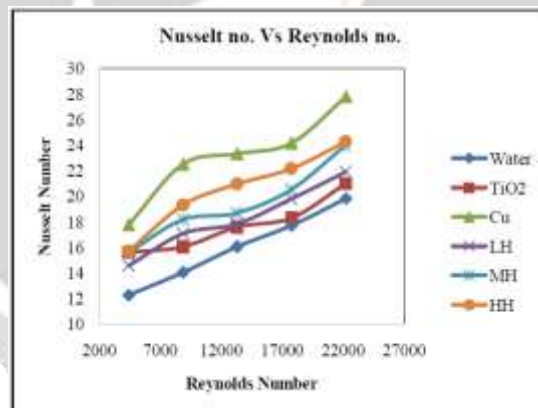 Nusselt no. Vs Reynolds no.
30
28
26
24
22
20
18
16
14
12
10
Nusselt Number
2000 7000 12000 17000 22000 27000
Reynolds Number
Water
TiO2
Cu
LH
MH
HH